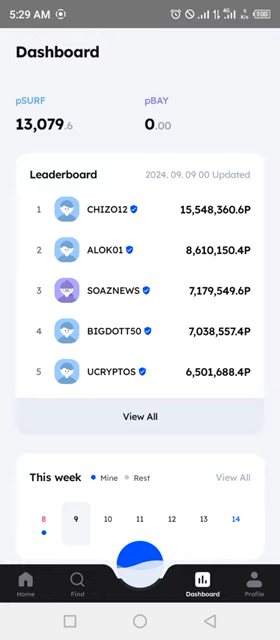 5:29 AM
4G
9
K/s
100
Dashboard
pSURF
pBAY
13,079.6
0.00
Leaderboard
2024. 09. 09 00 Updated
1 CHIZO12 15,548,360.6P
2 ALOK01 8,610,150.4P
3 SOAZNEWS 7,179,549.6P
4 BIGDOTT50 7,038,557.4P
5 UCRYPTOS 6,501,688.4P
View All
This week Mine Rest View All
8 9 10 11 12 13 14
Home Find Dashboard Profile